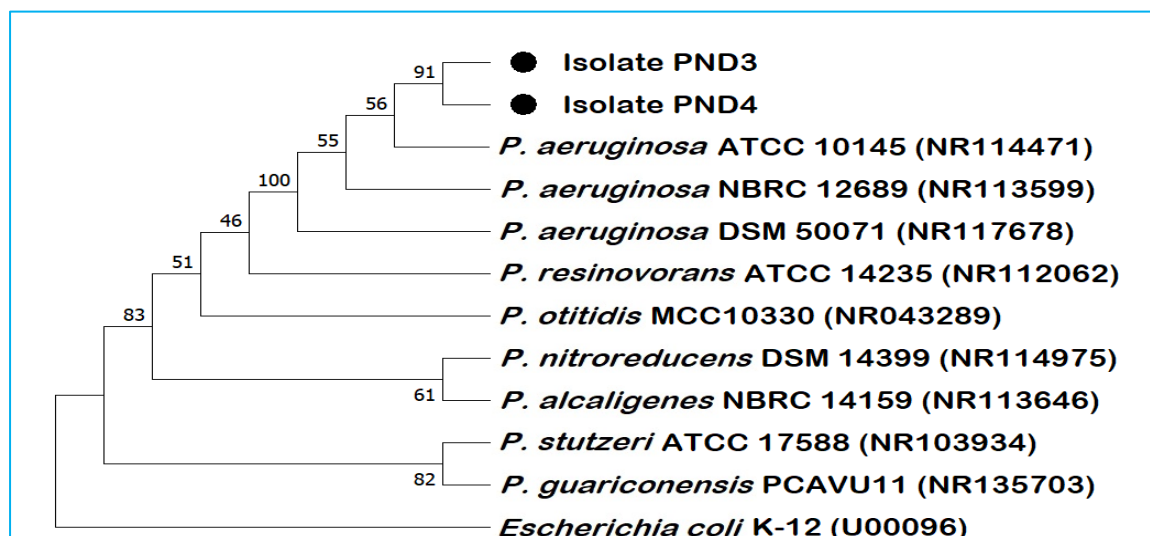 91
Isolate PND3
Isolate PND4
56
P. aeruginosa ATCC 10145 (NR114471)
55
P. aeruginosa NBRC 12689 (NR113599)
100
P. aeruginosa DSM 50071 (NR117678)
46
P. resinovorans ATCC 14235 (NR112062)
51
P. otitidis MCC10330 (NR043289)
83
P. nitroreducens DSM 14399 (NR114975)
61
P. alcaligenes NBRC 14159 (NR113646)
P. stutzeri ATCC 17588 (NR103934)
82
P. guariconensis PCAVU11 (NR135703)
Escherichia coli K-12 (U00096)